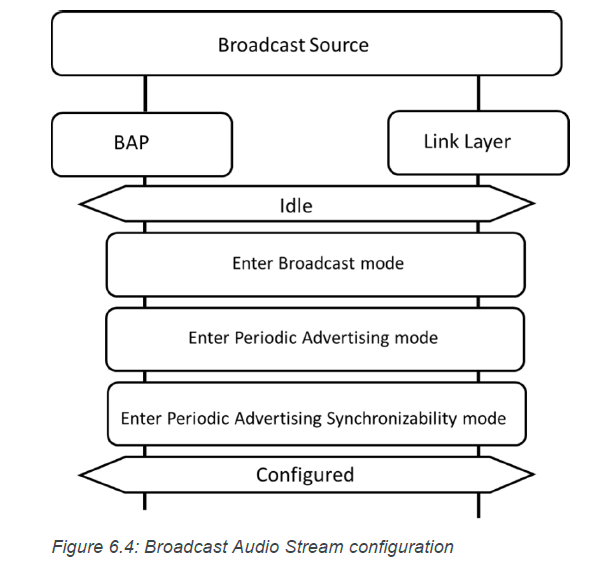 Broadcast Source
BAP
Link Layer
Idle
Enter Broadcast mode
Enter Periodic Advertising mode
Enter Periodic Advertising Synchronizability mode
Configured
Figure 6.4: Broadcast Audio Stream configuration